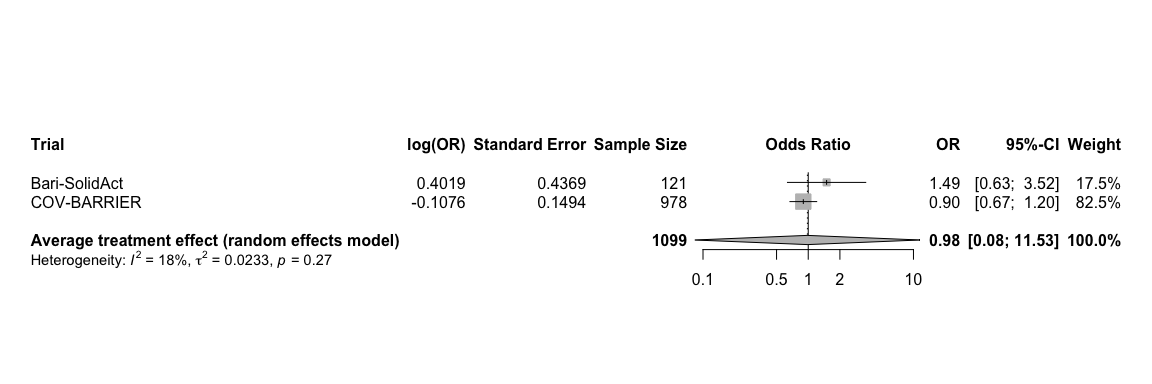 Trial log(OR) Standard Error Sample Size Odds Ratio OR 95%-CI Weight
Bari-SolidAct 0.4019 0.4369 121 1.49 [0.63; 3.52] 17.5%
COV-BARRIER -0.1076 0.1494 978 0.90 [0.67; 1.20] 82.5%
Average treatment effect (random effects model) 1099 0.98 [0.08; 11.53] 100.0%
Heterogeneity: I² = 18%, τ² = 0.0233, p = 0.27
0.1 0.5 1 2 10